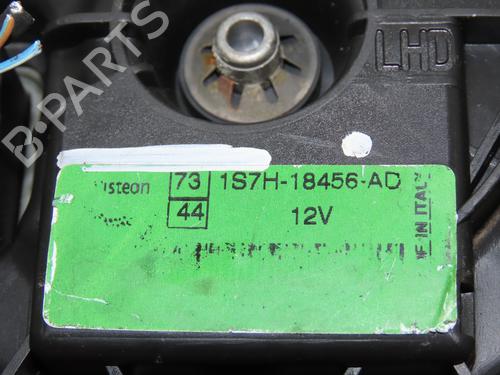 LHD
isteon 73 1S7H-18456-AD
44 12V
IN ITAL
B-PARTS